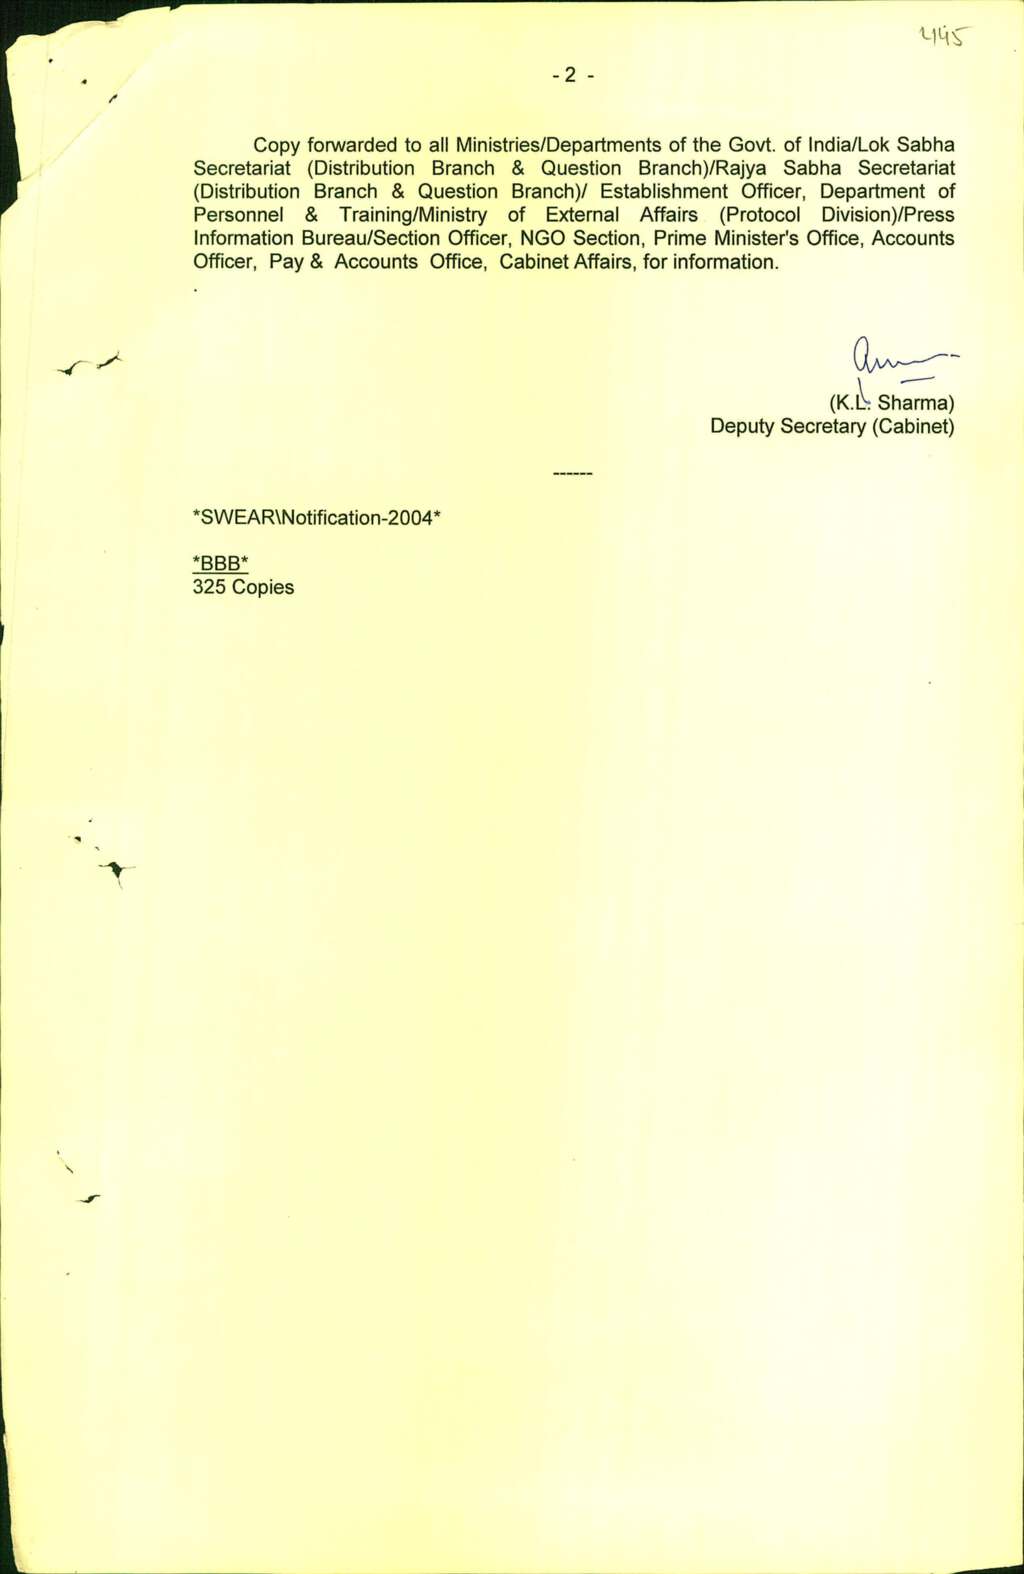 445
- 2 -
Copy forwarded to all Ministries/Departments of the Govt. of India/Lok Sabha
Secretariat (Distribution Branch & Question Branch)/Rajya Sabha Secretariat
(Distribution Branch & Question Branch)/ Establishment Officer, Department of
Personnel & Training/Ministry of External Affairs (Protocol Division)/Press
Information Bureau/Section Officer, NGO Section, Prime Minister's Office, Accounts
Officer, Pay & Accounts Office, Cabinet Affairs, for information.
(K.L. Sharma)
Deputy Secretary (Cabinet)
------
*SWEAR\Notification-2004*
*BBB*
325 Copies